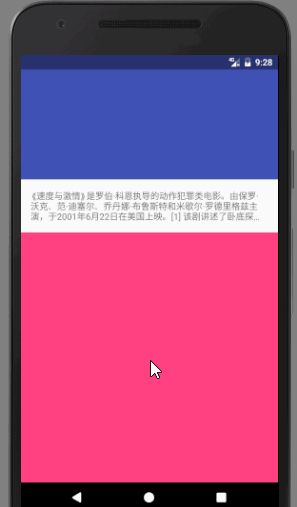 4G 9:28
《速度与激情》是罗伯·科恩执导的动作犯罪类电影。由保罗·
沃克、范·迪塞尔、乔丹娜·布鲁斯特和米歇尔·罗德里格兹主
演，于2001年6月22日在美国上映。[1] 该剧讲述了卧底探...